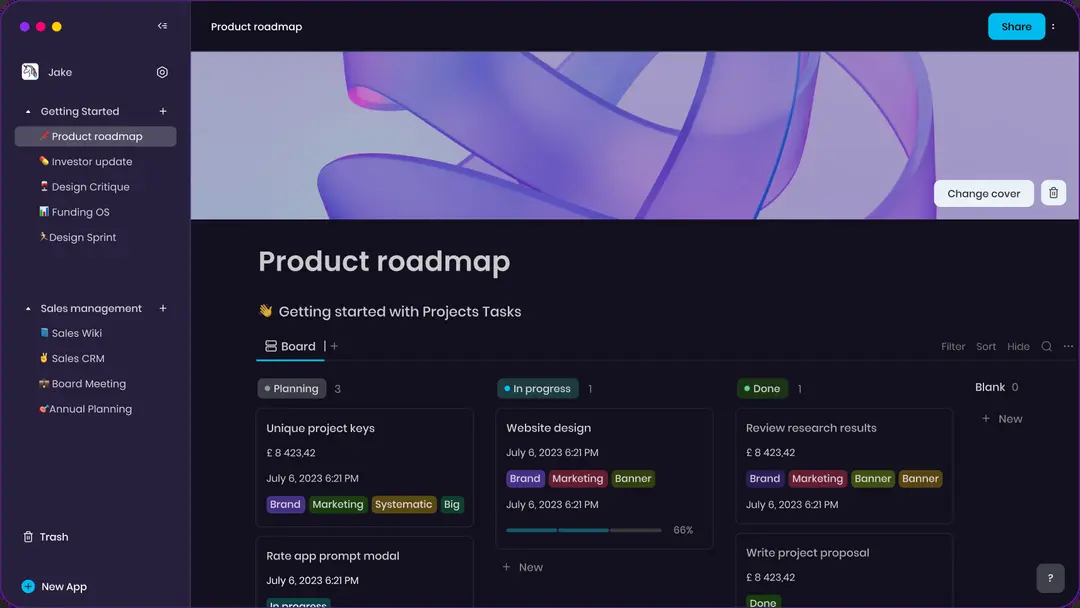 Product roadmap
Share
Jake
Getting Started
Product roadmap
Investor update
Design Critique
Funding OS
Design Sprint
Sales management
Sales Wiki
Sales CRM
Board Meeting
Annual Planning
Trash
New App
Change cover
Product roadmap
Getting started with Projects Tasks
Board
Filter Sort Hide
Planning 3
Unique project keys
£ 8 423,42
July 6, 2023 6:21 PM
Brand Marketing Systematic Big
Rate app prompt modal
July 6, 2023 6:21 PM
In progress
In progress 1
Website design
July 6, 2023 6:21 PM
Brand Marketing Banner
July 6, 2023 6:21 PM
66%
+ New
Done 1
Review research results
£ 8 423,42
Brand Marketing Banner Banner
July 6, 2023 6:21 PM
Write project proposal
£ 8 423,42
Done
Blank 0
+ New
?